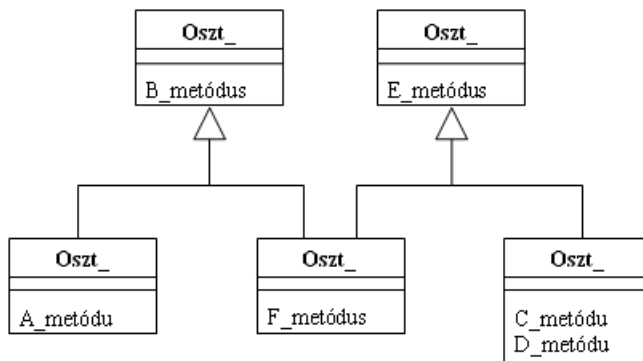 Oszt_
B_metódus
Oszt_
E_metódus
Oszt_
A_metódu
Oszt_
F_metódus
Oszt_
C_metódu
D_metódu